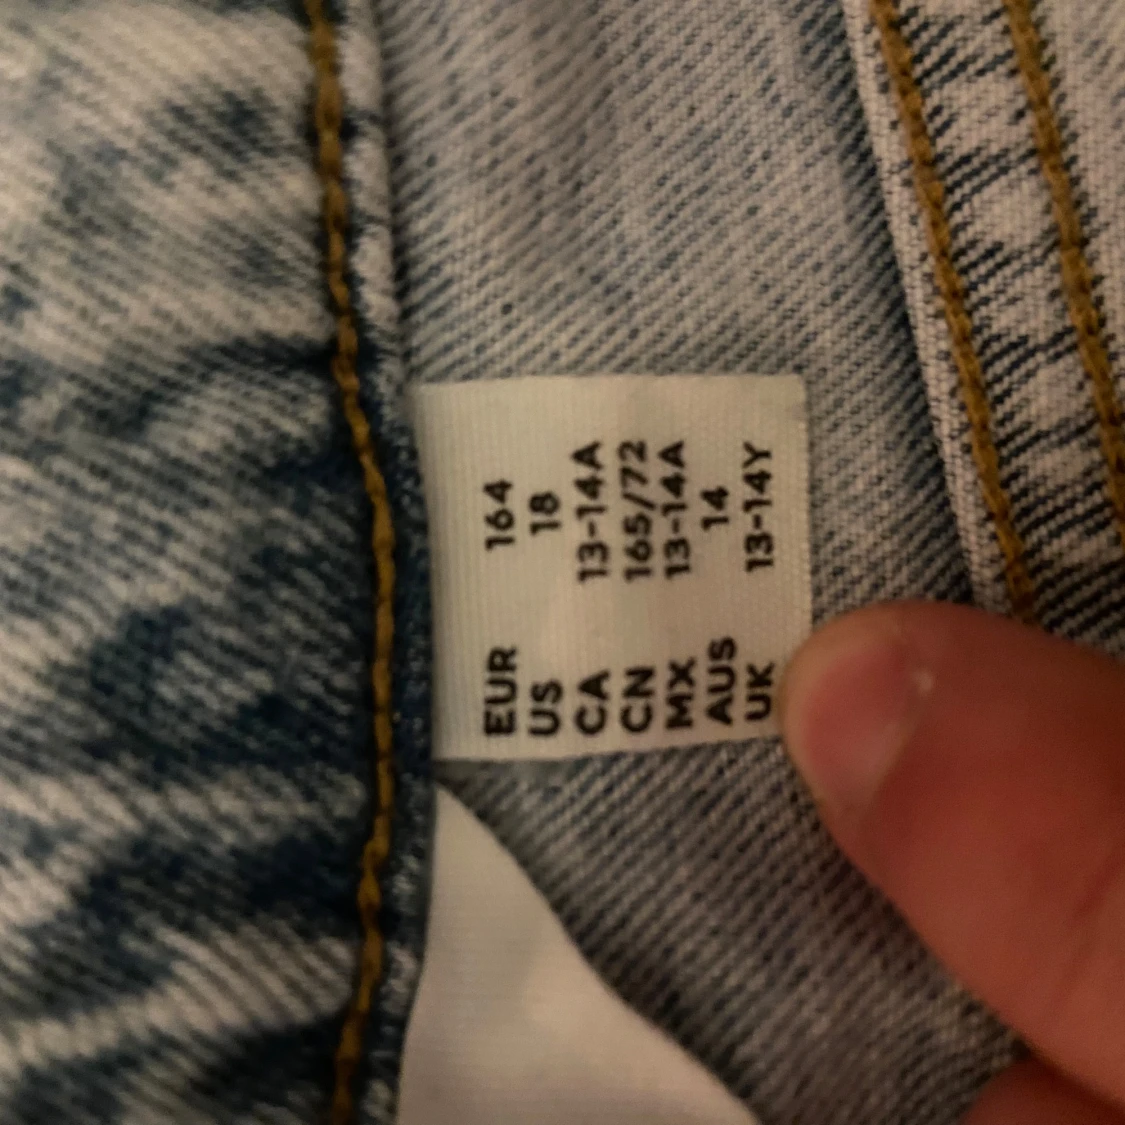 EUR 164
US 18
CA 13-14A
CN 165/72
MX 13-14A
AUS 14
UK 13-14Y